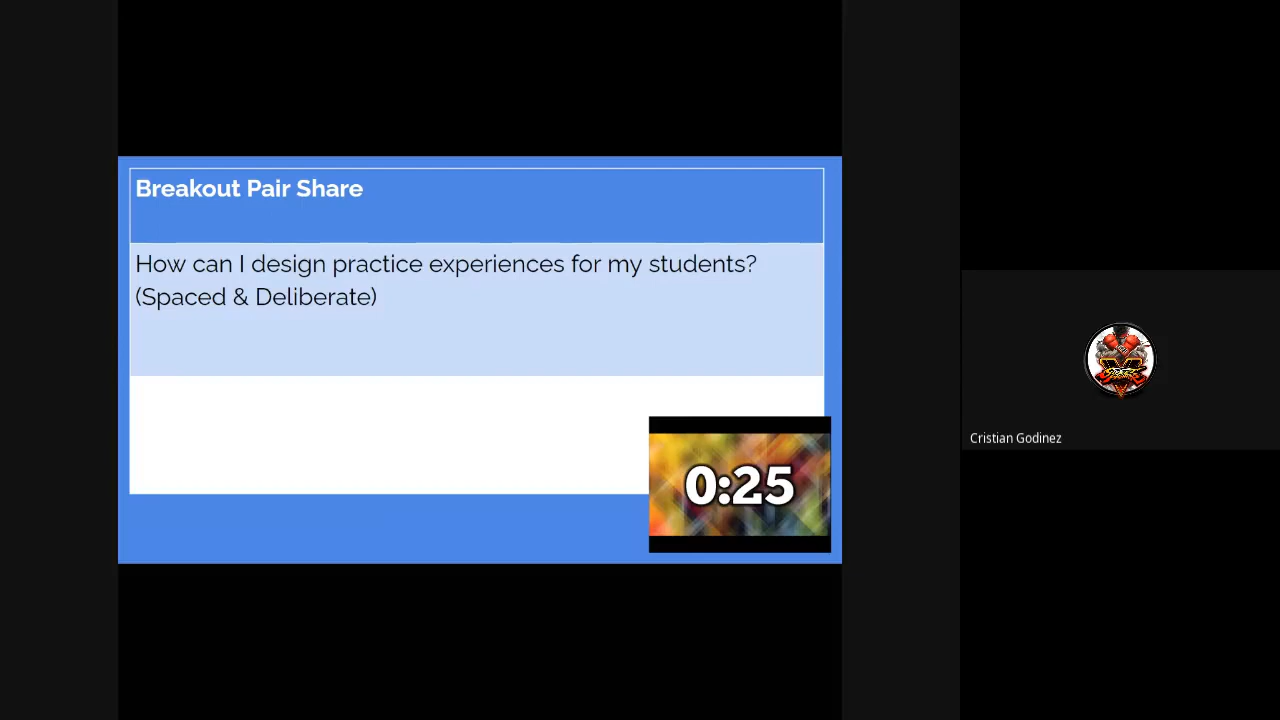 Breakout Pair Share
How can I design practice experiences for my students?
(Spaced & Deliberate)
0:25
Cristian Godinez